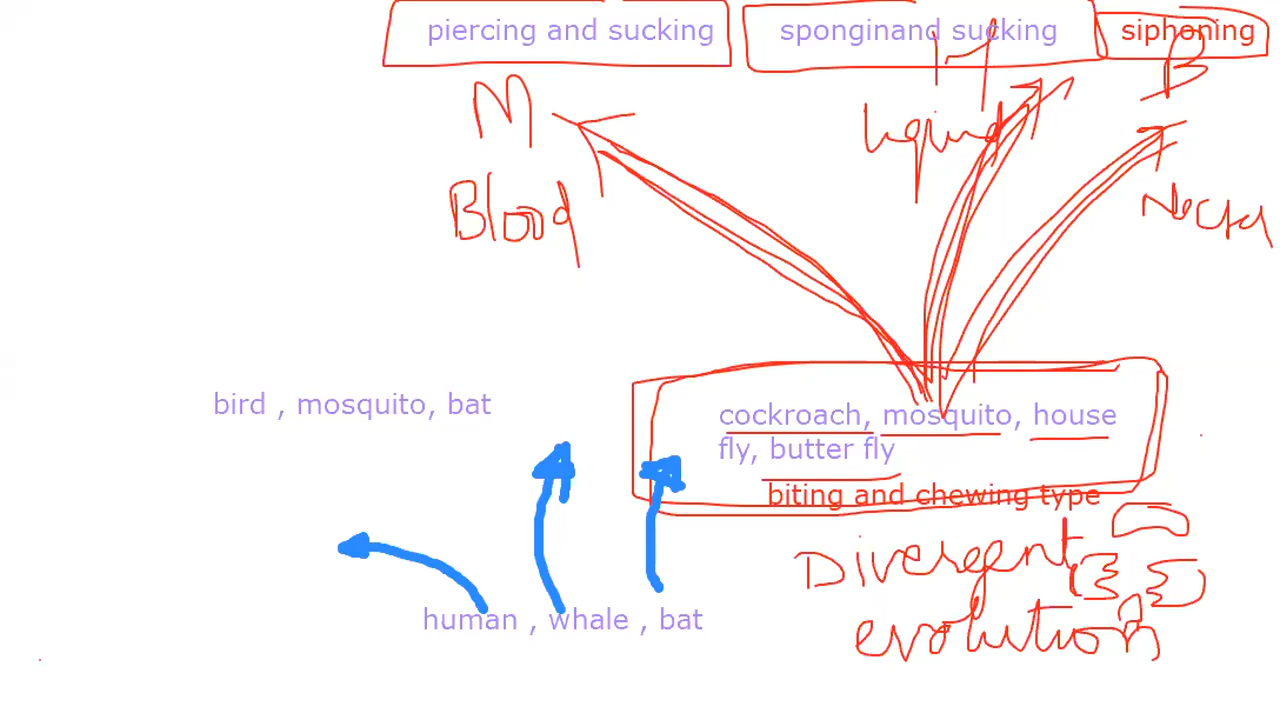 piercing and sucking
sponginand sucking
siphoning
M
H
B
liquid
Blood
Nectar
bird , mosquito, bat
cockroach, mosquito, house
fly, butter fly
biting and chewing type
Divergent
evolution
human , whale , bat